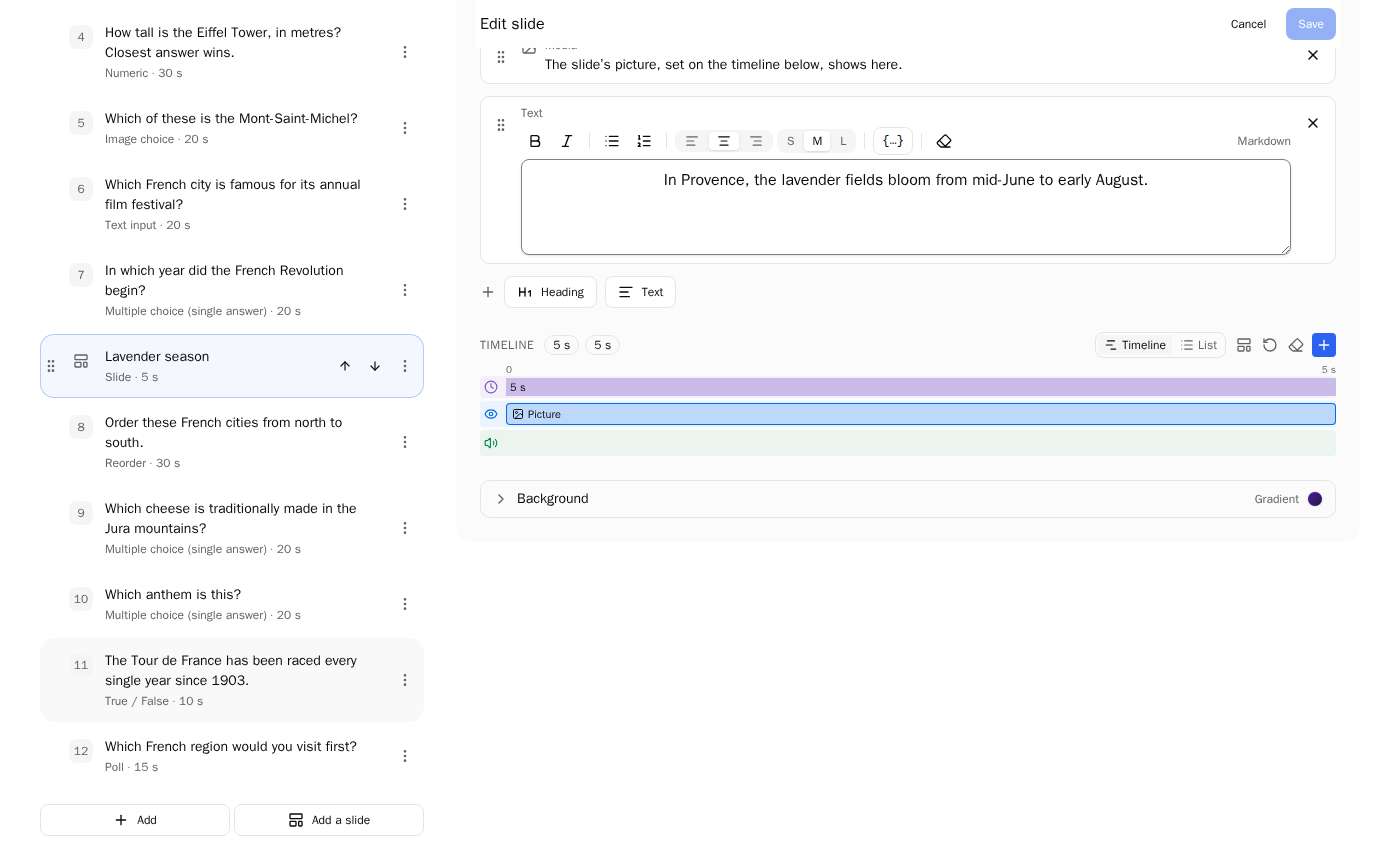 4
How tall is the Eiffel Tower, in metres?
Closest answer wins.
Numeric · 30 s
5
Which of these is the Mont-Saint-Michel?
Image choice · 20 s
6
Which French city is famous for its annual
film festival?
Text input · 20 s
7
In which year did the French Revolution
begin?
Multiple choice (single answer) · 20 s
Lavender season
Slide · 5 s
8
Order these French cities from north to
south.
Reorder · 30 s
9
Which cheese is traditionally made in the
Jura mountains?
Multiple choice (single answer) · 20 s
10
Which anthem is this?
Multiple choice (single answer) · 20 s
11
The Tour de France has been raced every
single year since 1903.
True / False · 10 s
12
Which French region would you visit first?
Poll · 15 s
Add
Add a slide
Edit slide
Cancel
Save
The slide's picture, set on the timeline below, shows here.
Text
B I S M L {…} Markdown
In Provence, the lavender fields bloom from mid-June to early August.
H1 Heading
Text
TIMELINE 5 s 5 s
Timeline
List
0 5 s
5 s
Picture
Background
Gradient